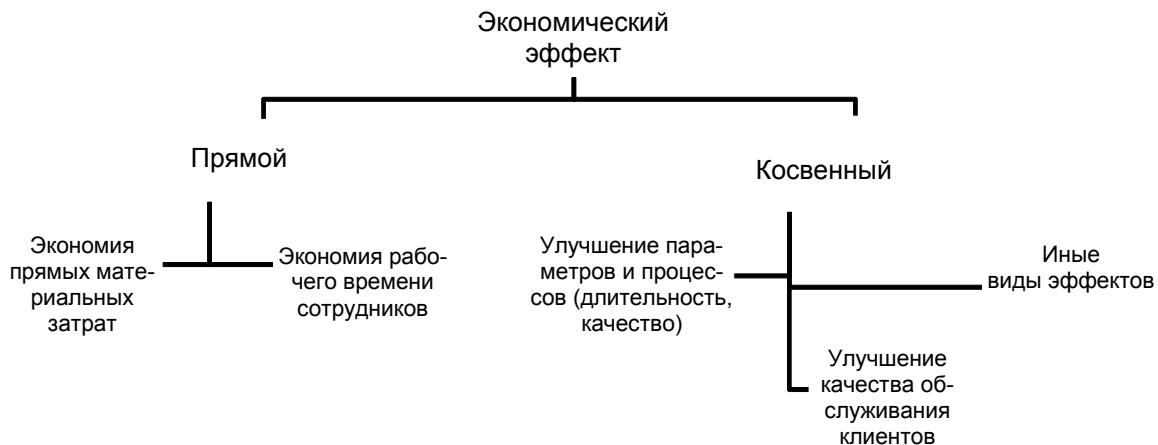 Экономический
эффект
Прямой
Косвенный
Экономия
прямых мате-
риальных
затрат
Экономия рабо-
чего времени
сотрудников
Улучшение пара-
метров и процес-
сов (длительность,
качество)
Иные
виды эффектов
Улучшение
качества об-
служивания
клиентов